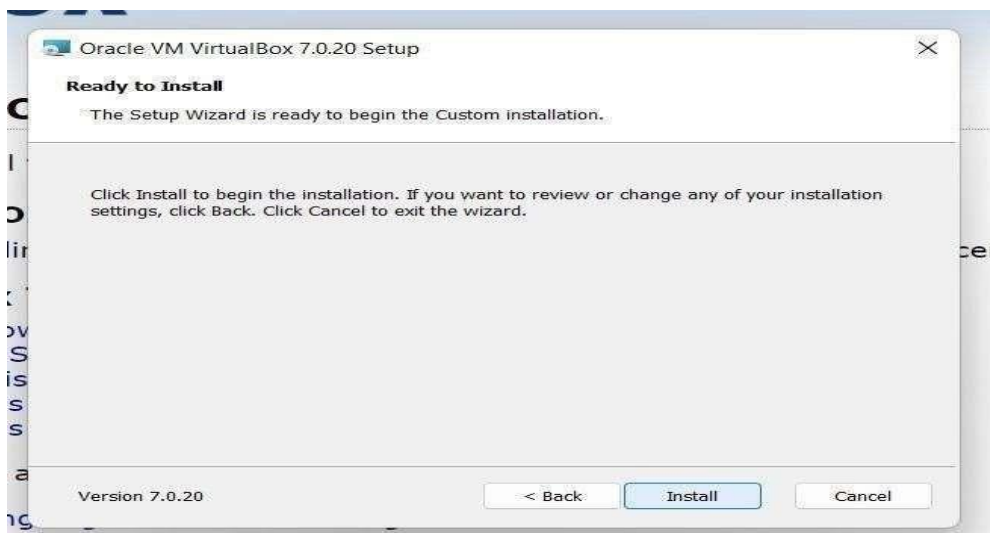 Oracle VM VirtualBox 7.0.20 Setup
Ready to Install
The Setup Wizard is ready to begin the Custom installation.
Click Install to begin the installation. If you want to review or change any of your installation
settings, click Back. Click Cancel to exit the wizard.
Version 7.0.20
< Back
Install
Cancel